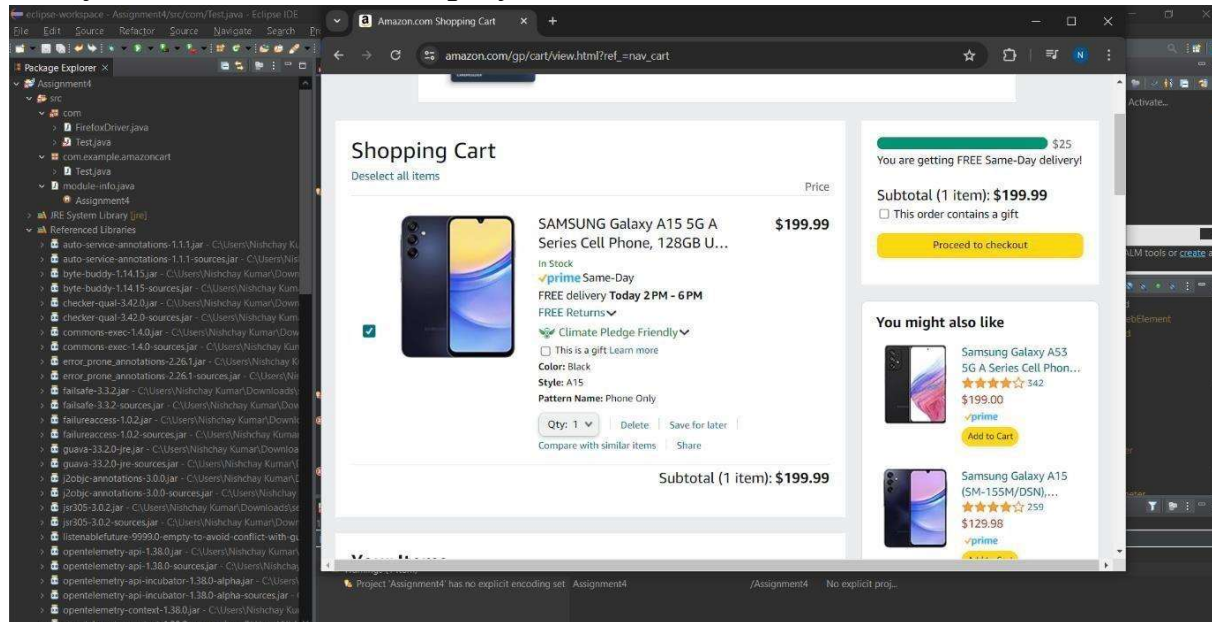 eclipse-workspace - Assignment4/src/com/Test.java - Eclipse IDE
File Edit Source Refactor Source Navigate Search
Package Explorer
Assignment4
src
com
FirefoxDriver.java
Test.java
com.example.amazoncart
Test.java
module-info.java
Assignment4
JRE System Library [jre]
Referenced Libraries
auto-service-annotations-1.1.1.jar - C:\Users\Nishchay Ku
auto-service-annotations-1.1.1-sources.jar - C:\Users\Nis
byte-buddy-1.14.15.jar - C:\Users\Nishchay Kumar\Down
byte-buddy-1.14.15-sources.jar - C:\Users\Nishchay Kum
checker-qual-3.42.0.jar - C:\Users\Nishchay Kumar\Down
checker-qual-3.42.0-sources.jar - C:\Users\Nishchay Kuma
commons-exec-1.4.0.jar - C:\Users\Nishchay Kumar\Dow
commons-exec-1.4.0-sources.jar - C:\Users\Nishchay Kun
error_prone_annotations-2.26.1.jar - C:\Users\Nishchay K
error_prone_annotations-2.26.1-sources.jar - C:\Users\Ni
failsafe-3.3.2.jar - C:\Users\Nishchay Kumar\Downloads\
failsafe-3.3.2-sources.jar - C:\Users\Nishchay Kumar\Dow
failureaccess-1.0.2.jar - C:\Users\Nishchay Kumar\Downlo
failureaccess-1.0.2-sources.jar - C:\Users\Nishchay Kumar
guava-33.2.0-jre.jar - C:\Users\Nishchay Kumar\Downloa
guava-33.2.0-jre-sources.jar - C:\Users\Nishchay Kumar\
j2objc-annotations-3.0.0.jar - C:\Users\Nishchay Kumar\
j2objc-annotations-3.0.0-sources.jar - C:\Users\Nishchay
jsr305-3.0.2.jar - C:\Users\Nishchay Kumar\Downloads\se
jsr305-3.0.2-sources.jar - C:\Users\Nishchay Kumar\Down
listenablefuture-9999.0-empty-to-avoid-conflict-with-gu
opentelemetry-api-1.38.0.jar - C:\Users\Nishchay Kumar\
opentelemetry-api-1.38.0-sources.jar - C:\Users\Nishchay
opentelemetry-api-incubator-1.38.0-alpha.jar - C:\Users\
opentelemetry-api-incubator-1.38.0-alpha-sources.jar -
opentelemetry-context-1.38.0.jar - C:\Users\Nishchay Ku
Amazon.com Shopping Cart
amazon.com/gp/cart/view.html?ref_=nav_cart
N
Shopping Cart
Deselect all items
Price
SAMSUNG Galaxy A15 5G A $199.99
Series Cell Phone, 128GB U...
In Stock
prime Same-Day
FREE delivery Today 2 PM - 6 PM
FREE Returns
Climate Pledge Friendly
This is a gift Learn more
Color: Black
Style: A15
Pattern Name: Phone Only
Qty: 1 Delete Save for later
Compare with similar items Share
Subtotal (1 item): $199.99
$25
You are getting FREE Same-Day delivery!
Subtotal (1 item): $199.99
This order contains a gift
Proceed to checkout
You might also like
Samsung Galaxy A53
5G A Series Cell Phon...
342
$199.00
prime
Add to Cart
Samsung Galaxy A15
(SM-155M/DSN),...
259
$129.98
prime
Activate...
ALM tools or create a
Project 'Assignment4' has no explicit encoding set Assignment4 /Assignment4 No explicit proj...